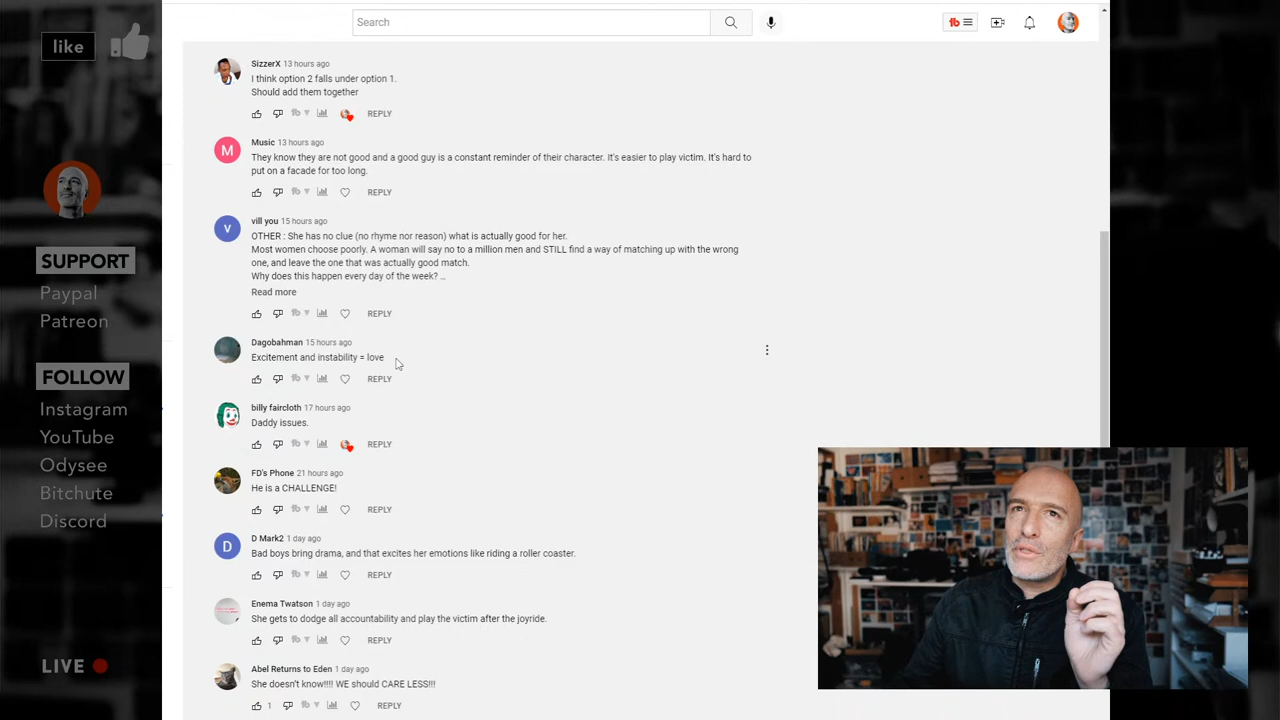 like
Search
tb
SizzerX 13 hours ago
I think option 2 falls under option 1.
Should add them together
tb
REPLY
M
Music 13 hours ago
They know they are not good and a good guy is a constant reminder of their character. It's easier to play victim. It's hard to
put on a facade for too long.
tb
REPLY
v
vill you 15 hours ago
OTHER : She has no clue (no rhyme nor reason) what is actually good for her.
Most women choose poorly. A woman will say no to a million men and STILL find a way of matching up with the wrong
one, and leave the one that was actually good match.
Why does this happen every day of the week? …
Read more
tb
REPLY
Dagobahman 15 hours ago
Excitement and instability = love
tb
REPLY
billy faircloth 17 hours ago
Daddy issues.
tb
REPLY
FD's Phone 21 hours ago
He is a CHALLENGE!
tb
REPLY
D
D Mark2 1 day ago
Bad boys bring drama, and that excites her emotions like riding a roller coaster.
tb
REPLY
Enema Twatson 1 day ago
She gets to dodge all accountability and play the victim after the joyride.
tb
REPLY
Abel Returns to Eden 1 day ago
She doesn't know!!!! WE should CARE LESS!!!
1
tb
REPLY
SUPPORT
Paypal
Patreon
FOLLOW
Instagram
YouTube
Odysee
Bitchute
Discord
LIVE